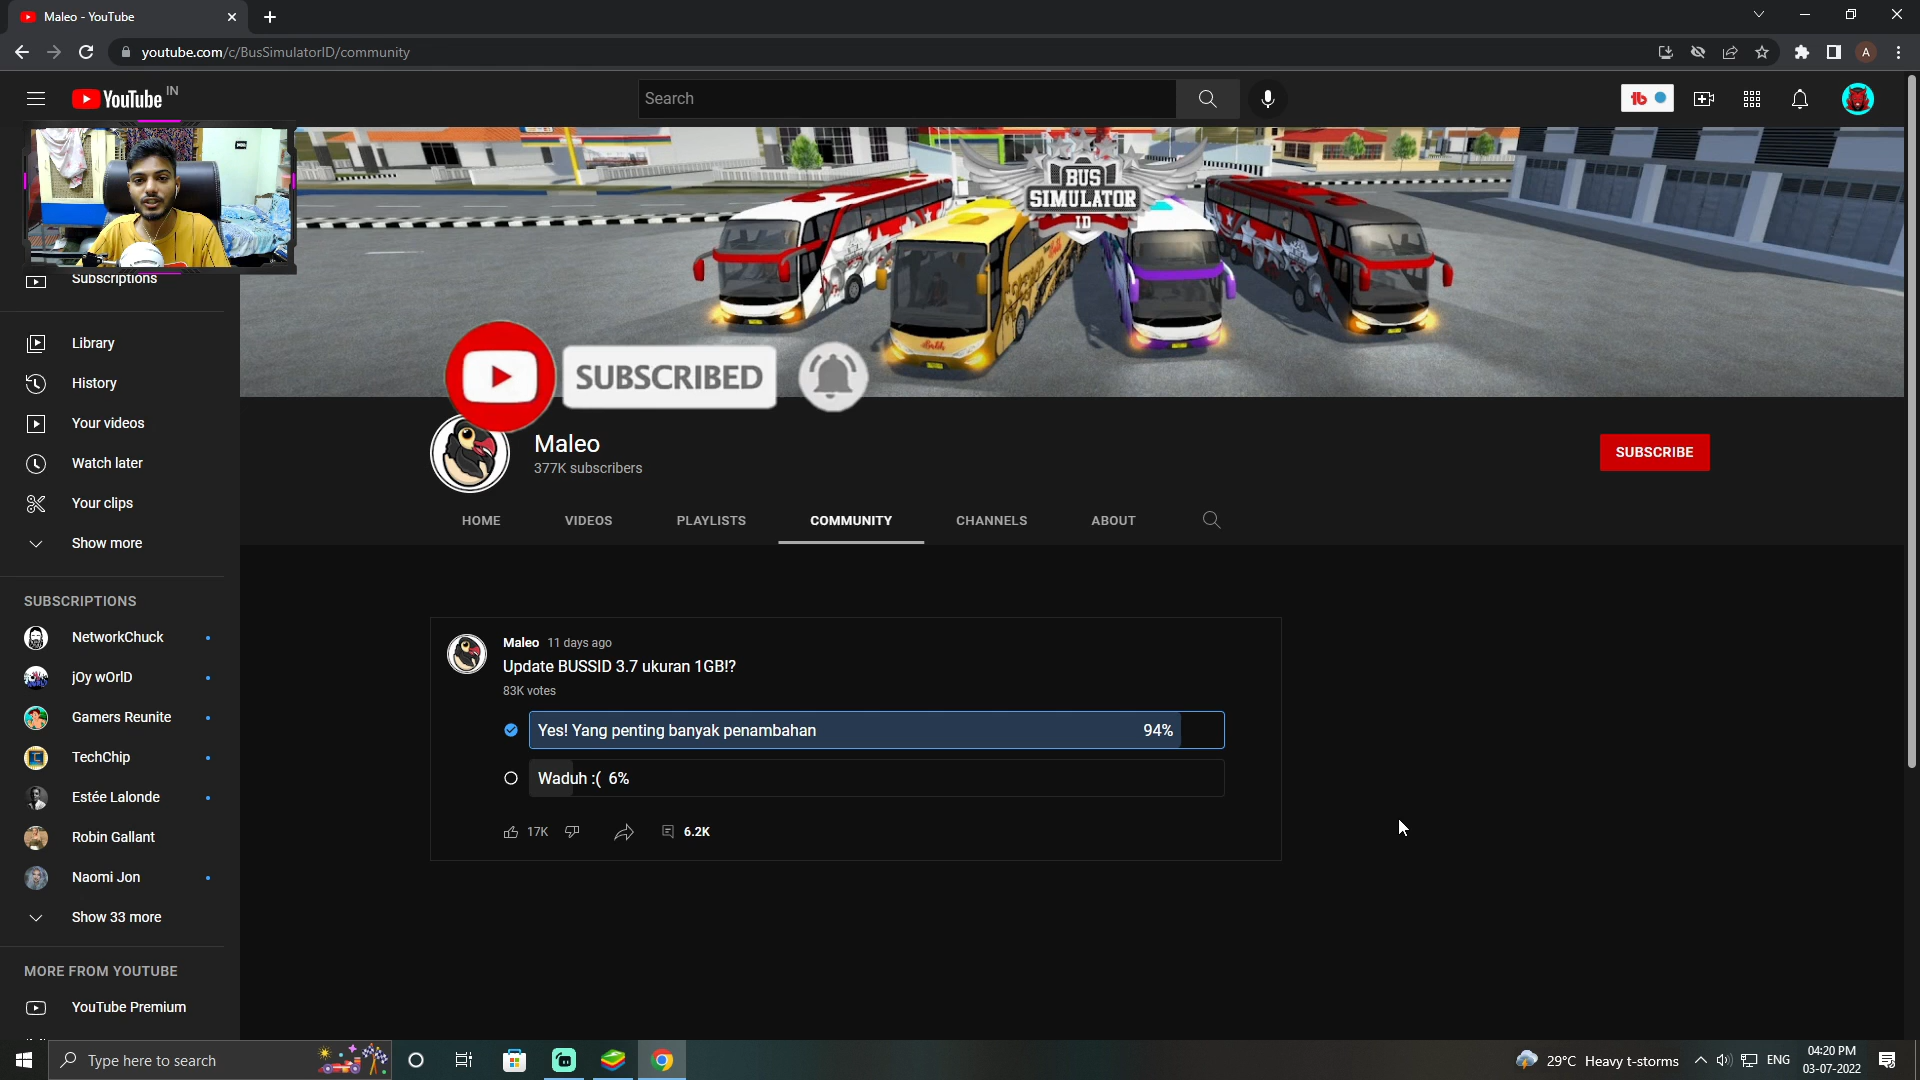 Maleo - YouTube
youtube.com/c/BusSimulatorID/community
A
YouTube IN
Search
tb
BUS
SIMULATOR
ID
Subscriptions
Library
History
Your videos
Watch later
Your clips
Show more
SUBSCRIBED
Maleo
377K subscribers
SUBSCRIBE
HOME VIDEOS PLAYLISTS COMMUNITY CHANNELS ABOUT
SUBSCRIPTIONS
NetworkChuck
jOy wOrlD
Gamers Reunite
TechChip
Estée Lalonde
Robin Gallant
Naomi Jon
Show 33 more
MORE FROM YOUTUBE
YouTube Premium
Maleo 11 days ago
Update BUSSID 3.7 ukuran 1GB!?
83K votes
Yes! Yang penting banyak penambahan 94%
Waduh :( 6%
17K 6.2K
Type here to search
29°C Heavy t-storms
ENG
04:20 PM
03-07-2022